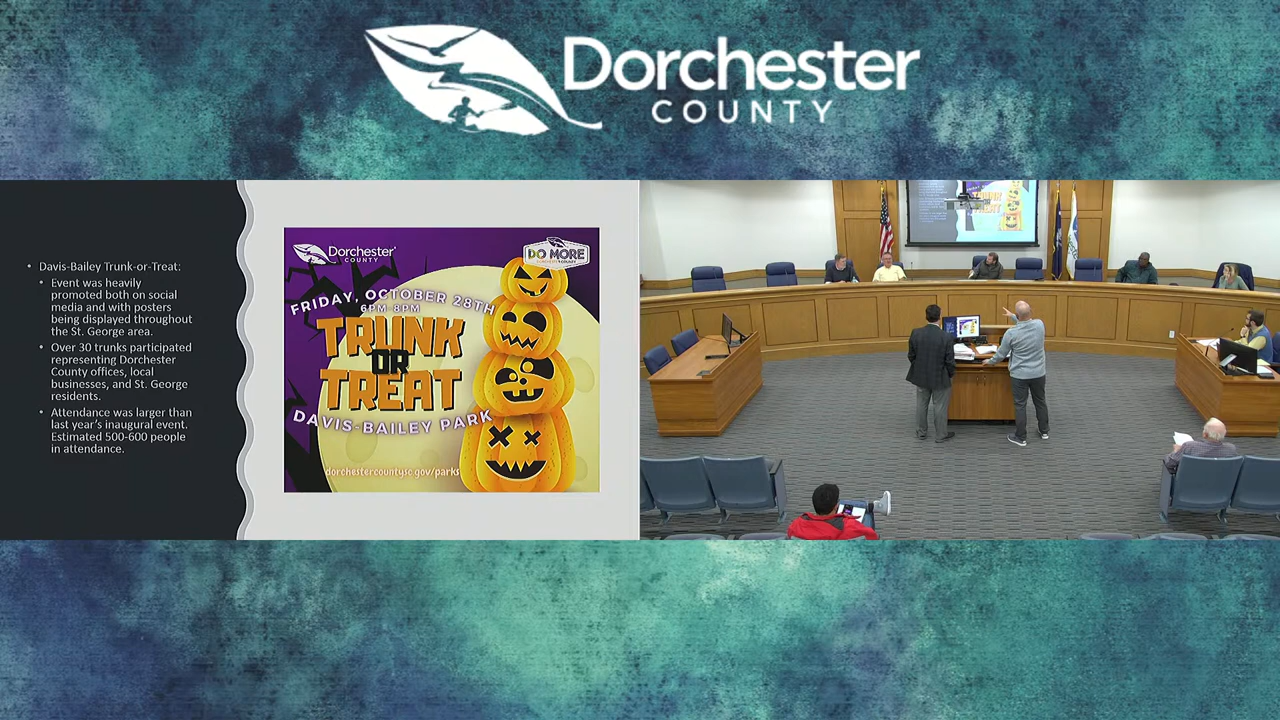 Dorchester
COUNTY
• Davis-Bailey Trunk-or-Treat:
• Event was heavily
promoted both on social
media and with posters
being displayed throughout
the St. George area.
• Over 30 trunks participated
representing Dorchester
County offices, local
businesses, and St. George
residents.
• Attendance was larger than
last year's inaugural event.
Estimated 500-600 people
in attendance.
Dorchester
COUNTY
DO MORE
FRIDAY, OCTOBER 28TH
6PM-8PM
TRUNK
OR
TREAT
DAVIS-BAILEY PARK
dorchestercountysc.gov/parks
TRUNK
TREAT